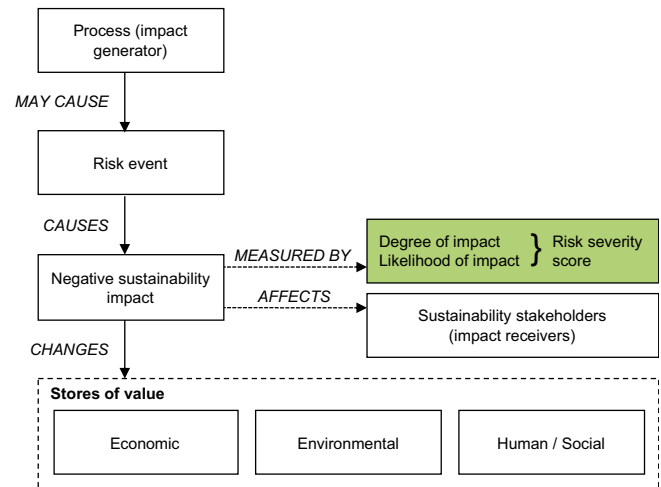 Process (impact
generator)
MAY CAUSE
Risk event
CAUSES
Negative sustainability
impact
MEASURED BY
Degree of impact
Likelihood of impact
} Risk severity
score
AFFECTS
Sustainability stakeholders
(impact receivers)
CHANGES
Stores of value
Economic
Environmental
Human / Social